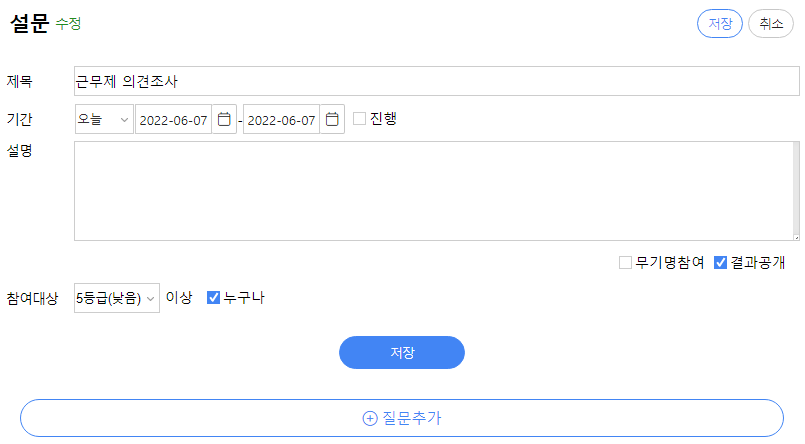 설문 수정 저장 취소
제목 근무제 의견조사
기간 오늘 2022-06-07 - 2022-06-07 진행
설명
무기명참여 결과공개
참여대상 5등급(낮음) 이상 누구나
저장
질문추가